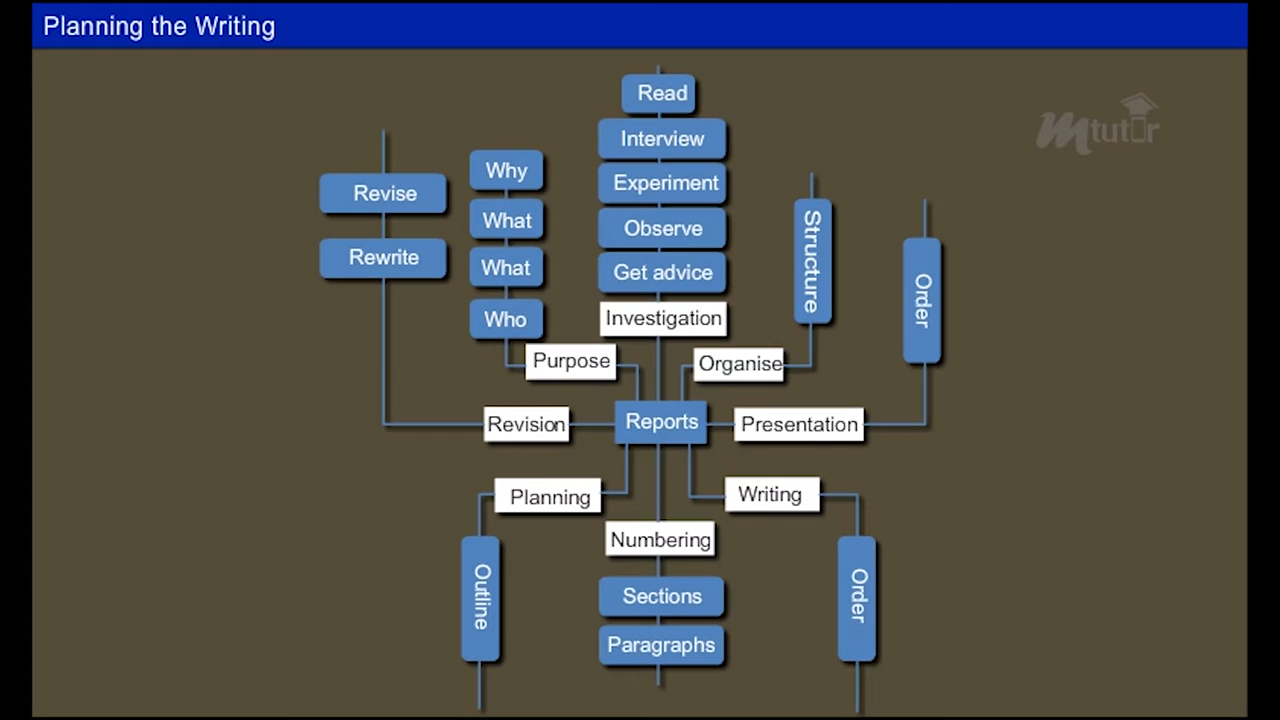 Planning the Writing
Mtutor
Read
Interview
Experiment
Observe
Get advice
Investigation
Revise
Rewrite
Revision
Why
What
What
Who
Purpose
Structure
Organise
Order
Presentation
Reports
Planning
Outline
Numbering
Sections
Paragraphs
Writing
Order